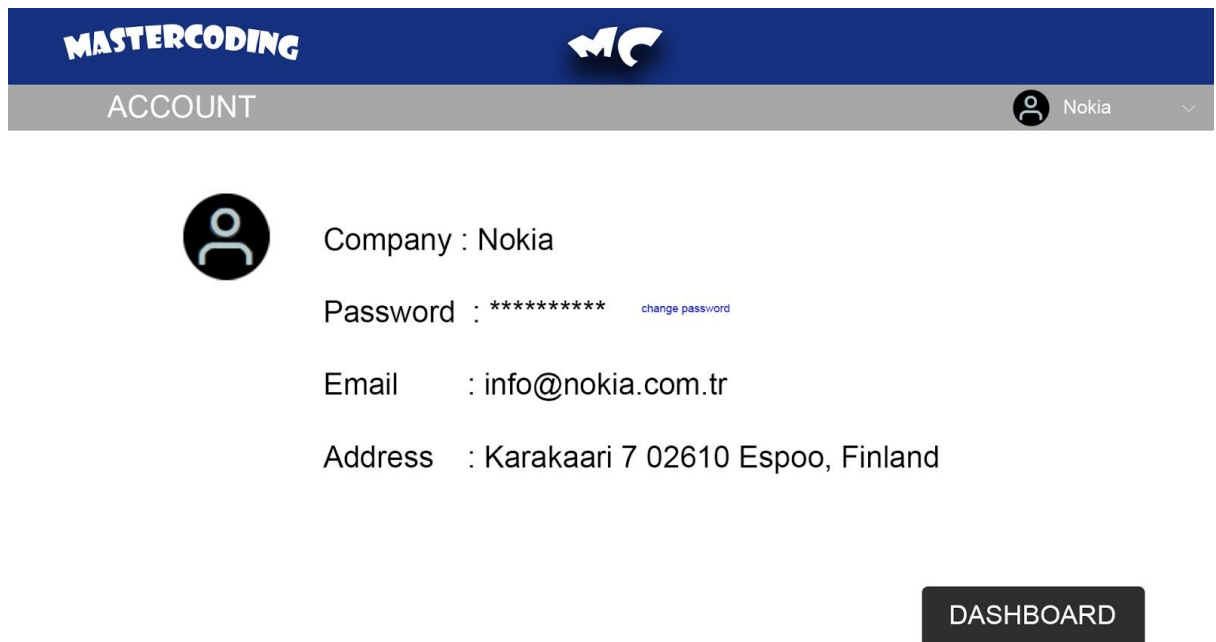 MASTERCODING
MC
ACCOUNT
Nokia
Company : Nokia
Password : ********** change password
Email : info@nokia.com.tr
Address : Karakaari 7 02610 Espoo, Finland
DASHBOARD